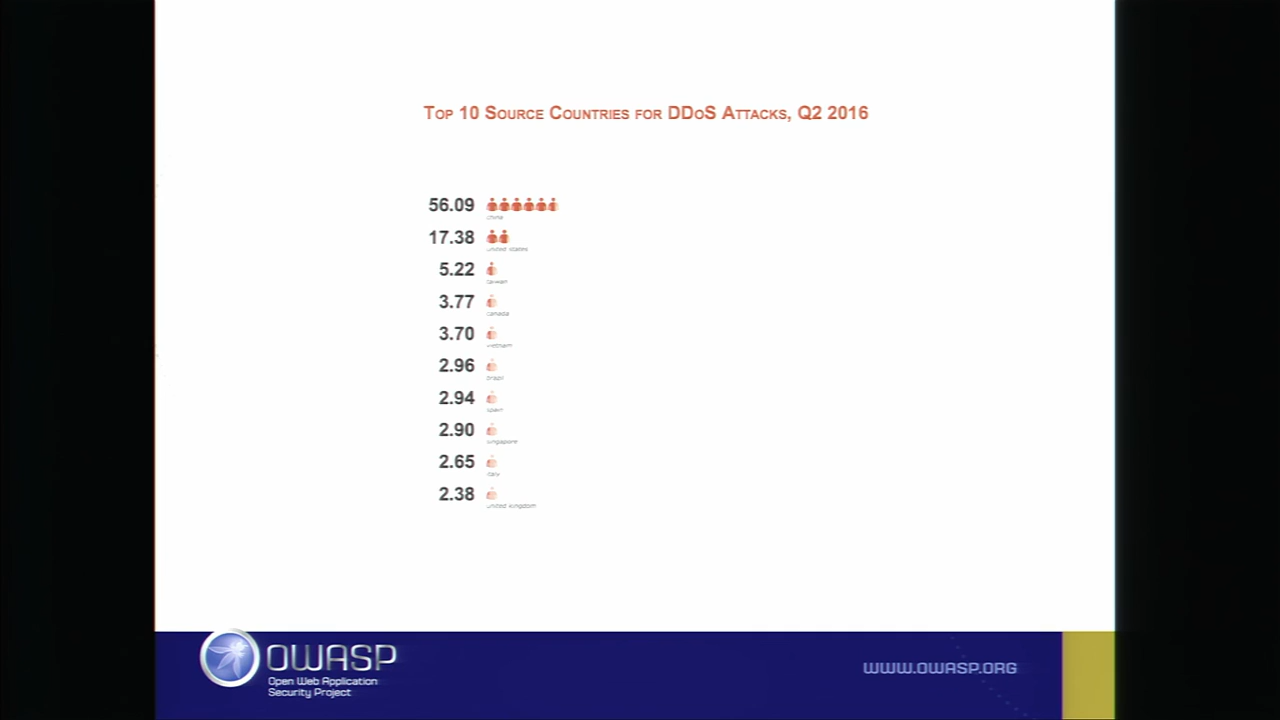 Top 10 Source Countries for DDoS Attacks, Q2 2016
56.09
china
17.38
united states
5.22
taiwan
3.77
canada
3.70
vietnam
2.96
brazil
2.94
spain
2.90
singapore
2.65
italy
2.38
united kingdom
OWASP
Open Web Application
Security Project
WWW.OWASP.ORG